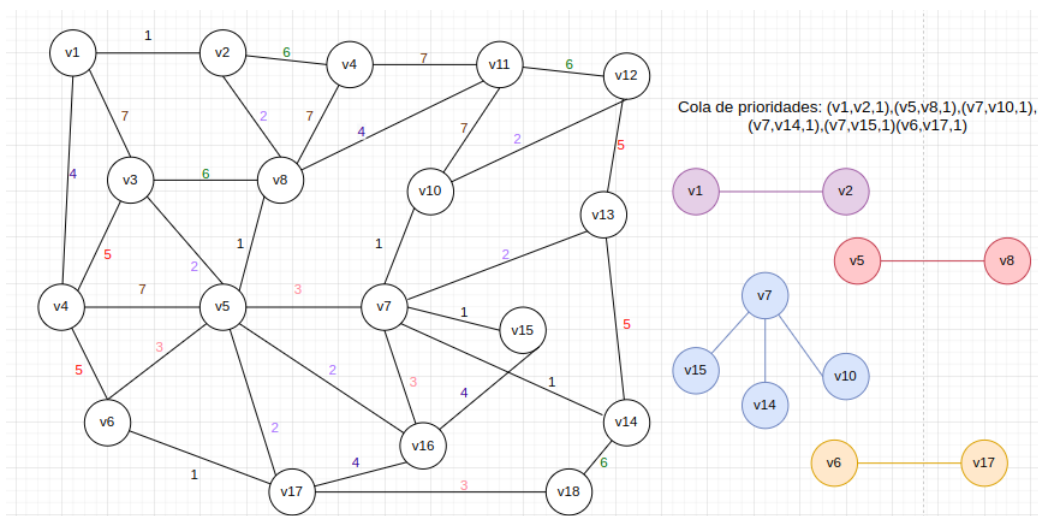 v1
1
v2
6
v4
7
v11
6
v12
7
2
7
4
7
2
5
4
v3
6
v8
v10
v13
5
2
1
1
2
v4
7
v5
3
v7
1
v15
5
3
2
3
4
1
5
v6
2
v16
v14
1
4
6
v17
3
v18
Cola de prioridades: (v1,v2,1),(v5,v8,1),(v7,v10,1),
(v7,v14,1),(v7,v15,1)(v6,v17,1)
v1
v2
v5
v8
v7
v15
v14
v10
v6
v17